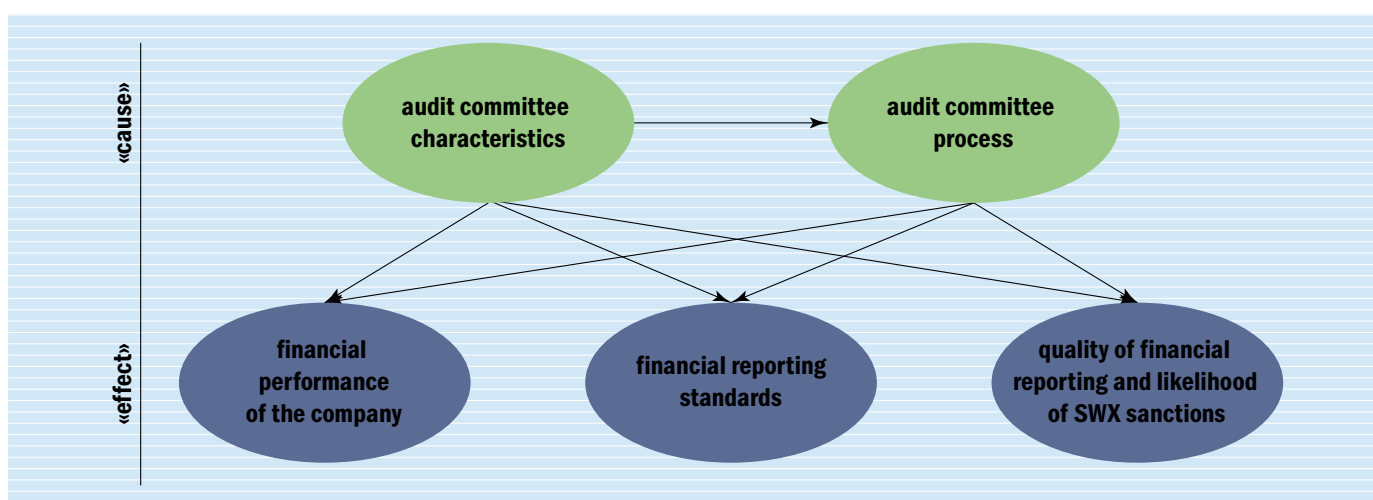 «cause»
audit committee
characteristics
audit committee
process
«effect»
financial
performance
of the company
financial reporting
standards
quality of financial
reporting and likelihood
of SWX sanctions